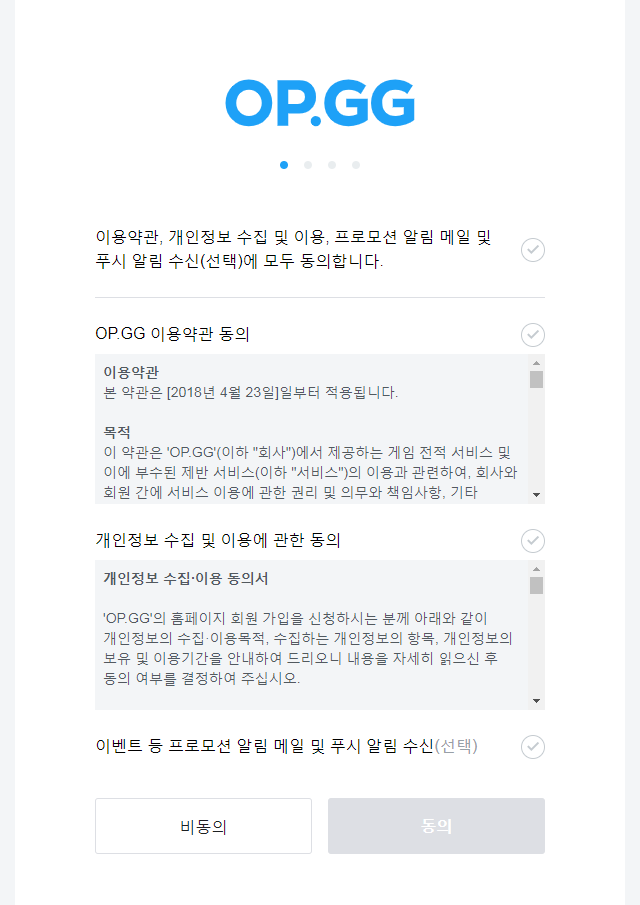 OP.GG
이용약관, 개인정보 수집 및 이용, 프로모션 알림 메일 및
푸시 알림 수신(선택)에 모두 동의합니다.
OP.GG 이용약관 동의
이용약관
본 약관은 [2018년 4월 23일]일부터 적용됩니다.
목적
이 약관은 'OP.GG'(이하 "회사")에서 제공하는 게임 전적 서비스 및
이에 부수된 제반 서비스(이하 "서비스")의 이용과 관련하여, 회사와
회원 간에 서비스 이용에 관한 권리 및 의무와 책임사항, 기타
개인정보 수집 및 이용에 관한 동의
개인정보 수집·이용 동의서
'OP.GG'의 홈페이지 회원 가입을 신청하시는 분께 아래와 같이
개인정보의 수집·이용목적, 수집하는 개인정보의 항목, 개인정보의
보유 및 이용기간을 안내하여 드리오니 내용을 자세히 읽으신 후
동의 여부를 결정하여 주십시오.
이벤트 등 프로모션 알림 메일 및 푸시 알림 수신(선택)
비동의
동의